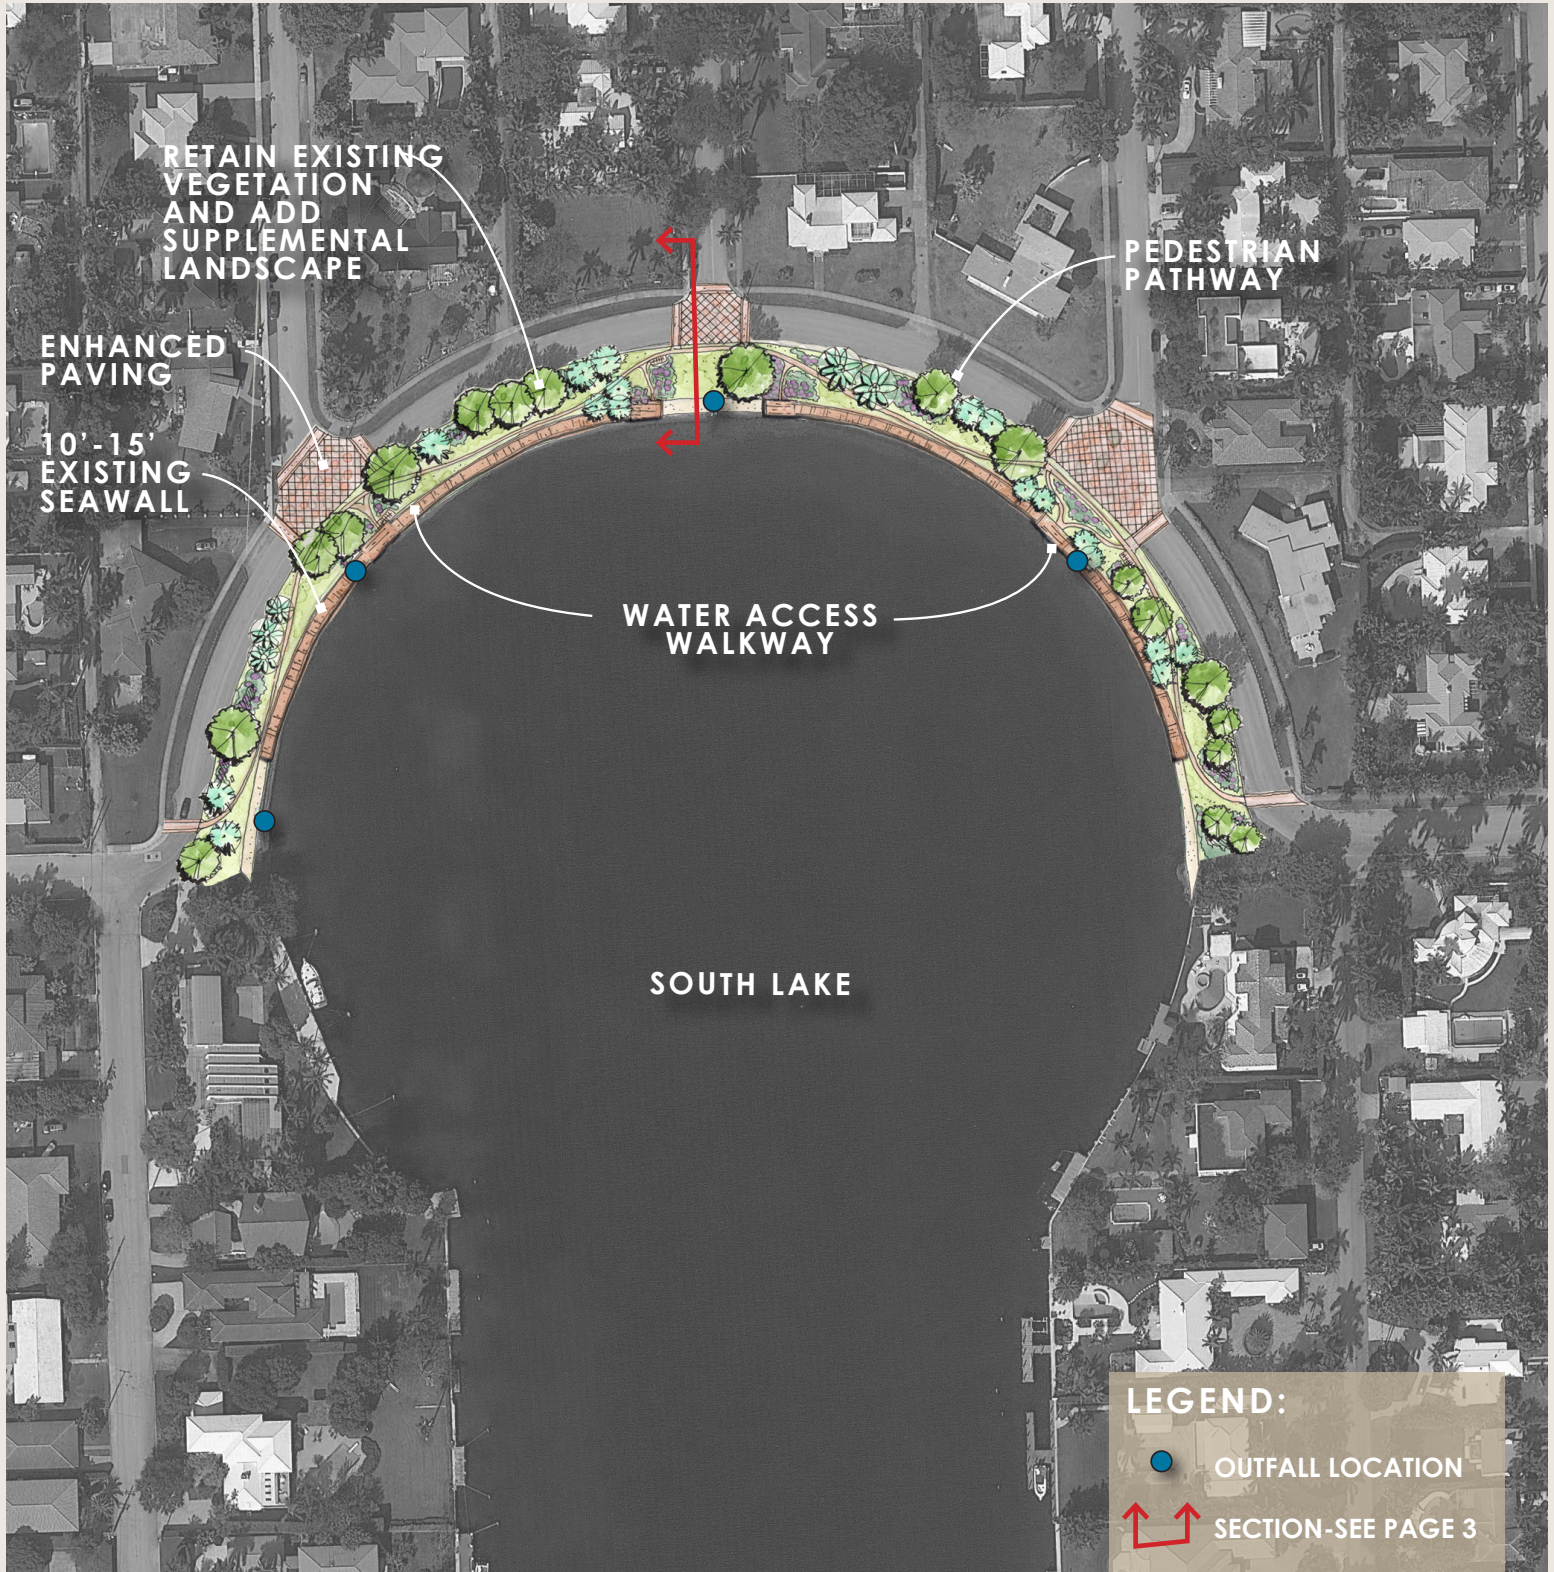 RETAIN EXISTING
VEGETATION
AND ADD
SUPPLEMENTAL
LANDSCAPE
PEDESTRIAN
PATHWAY
ENHANCED
PAVING
10'-15'
EXISTING
SEAWALL
WATER ACCESS
WALKWAY
SOUTH LAKE
LEGEND:
OUTFALL LOCATION
SECTION-SEE PAGE 3